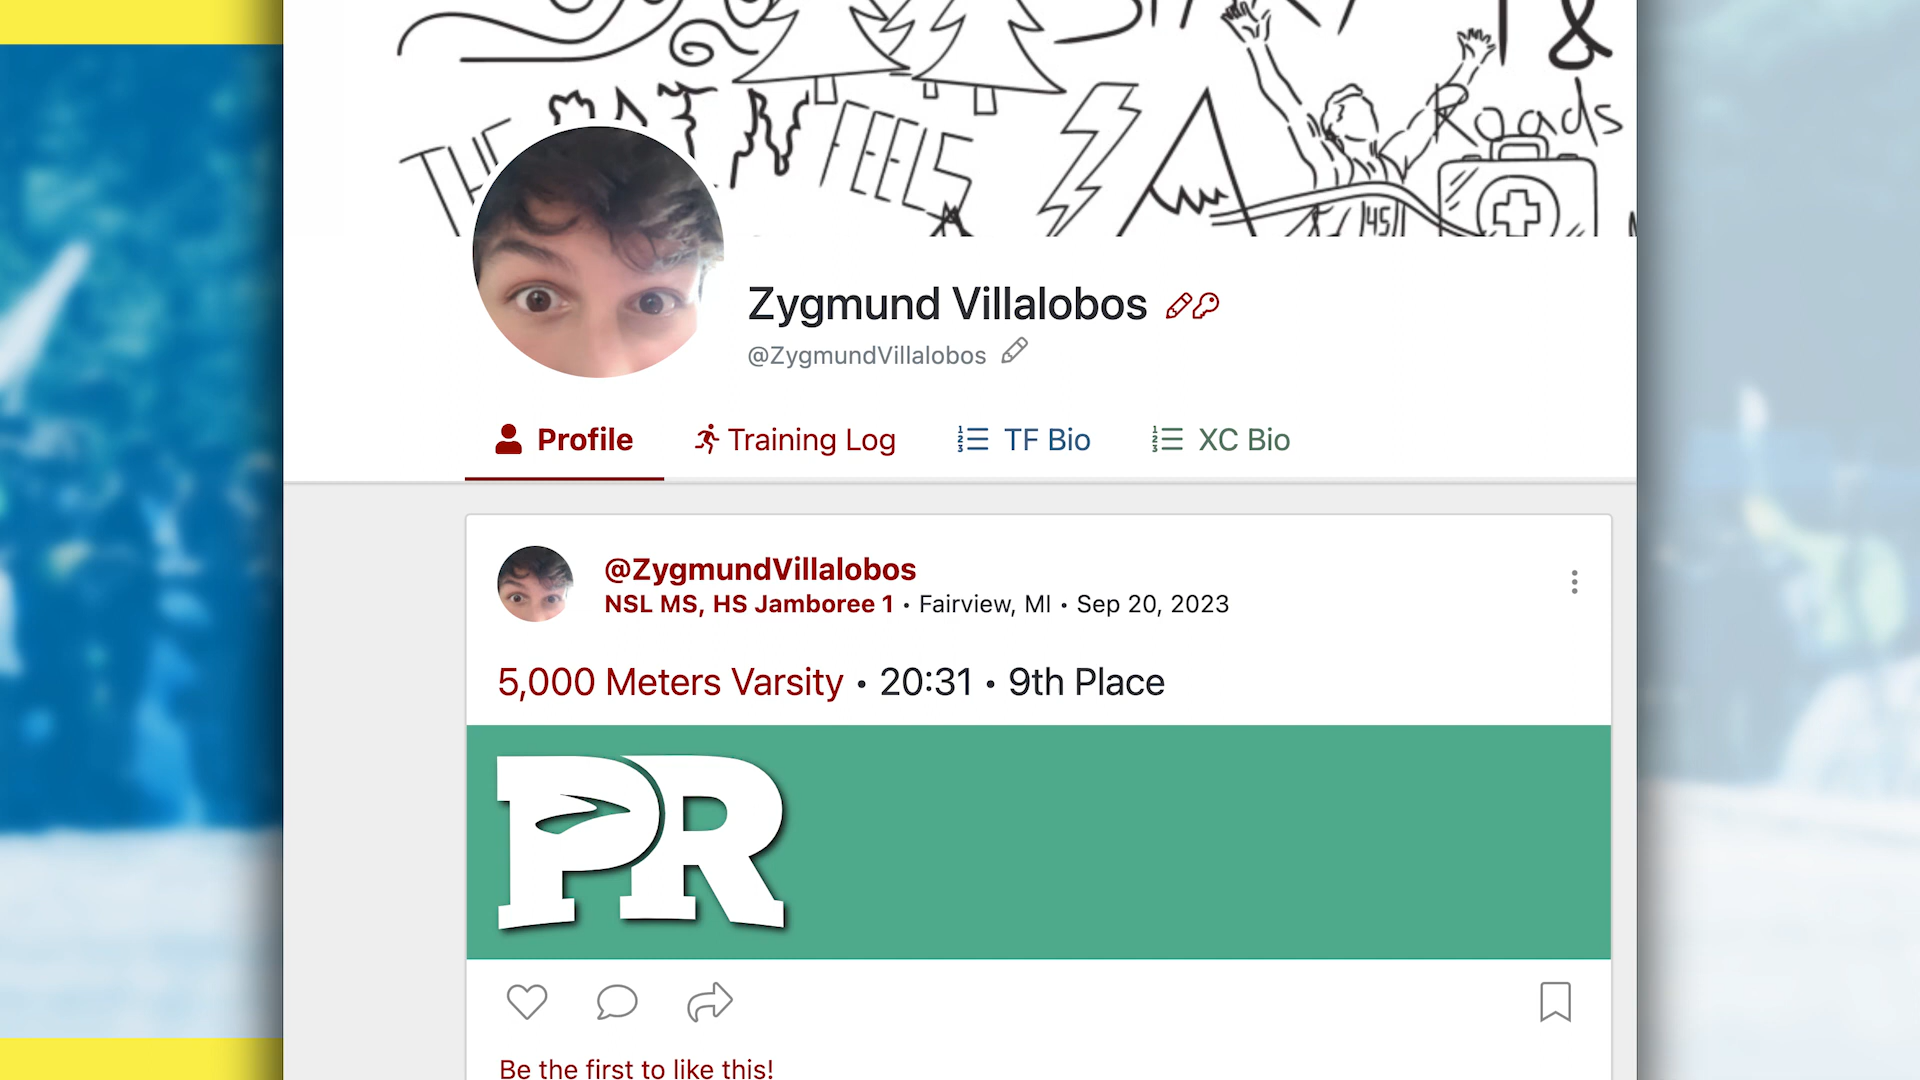 &
THE
FEELS
Roads
145
Zygmund Villalobos
@ZygmundVillalobos
Profile
Training Log
TF Bio
XC Bio
@ZygmundVillalobos
NSL MS, HS Jamboree 1 • Fairview, MI • Sep 20, 2023
5,000 Meters Varsity • 20:31 • 9th Place
PR
Be the first to like this!